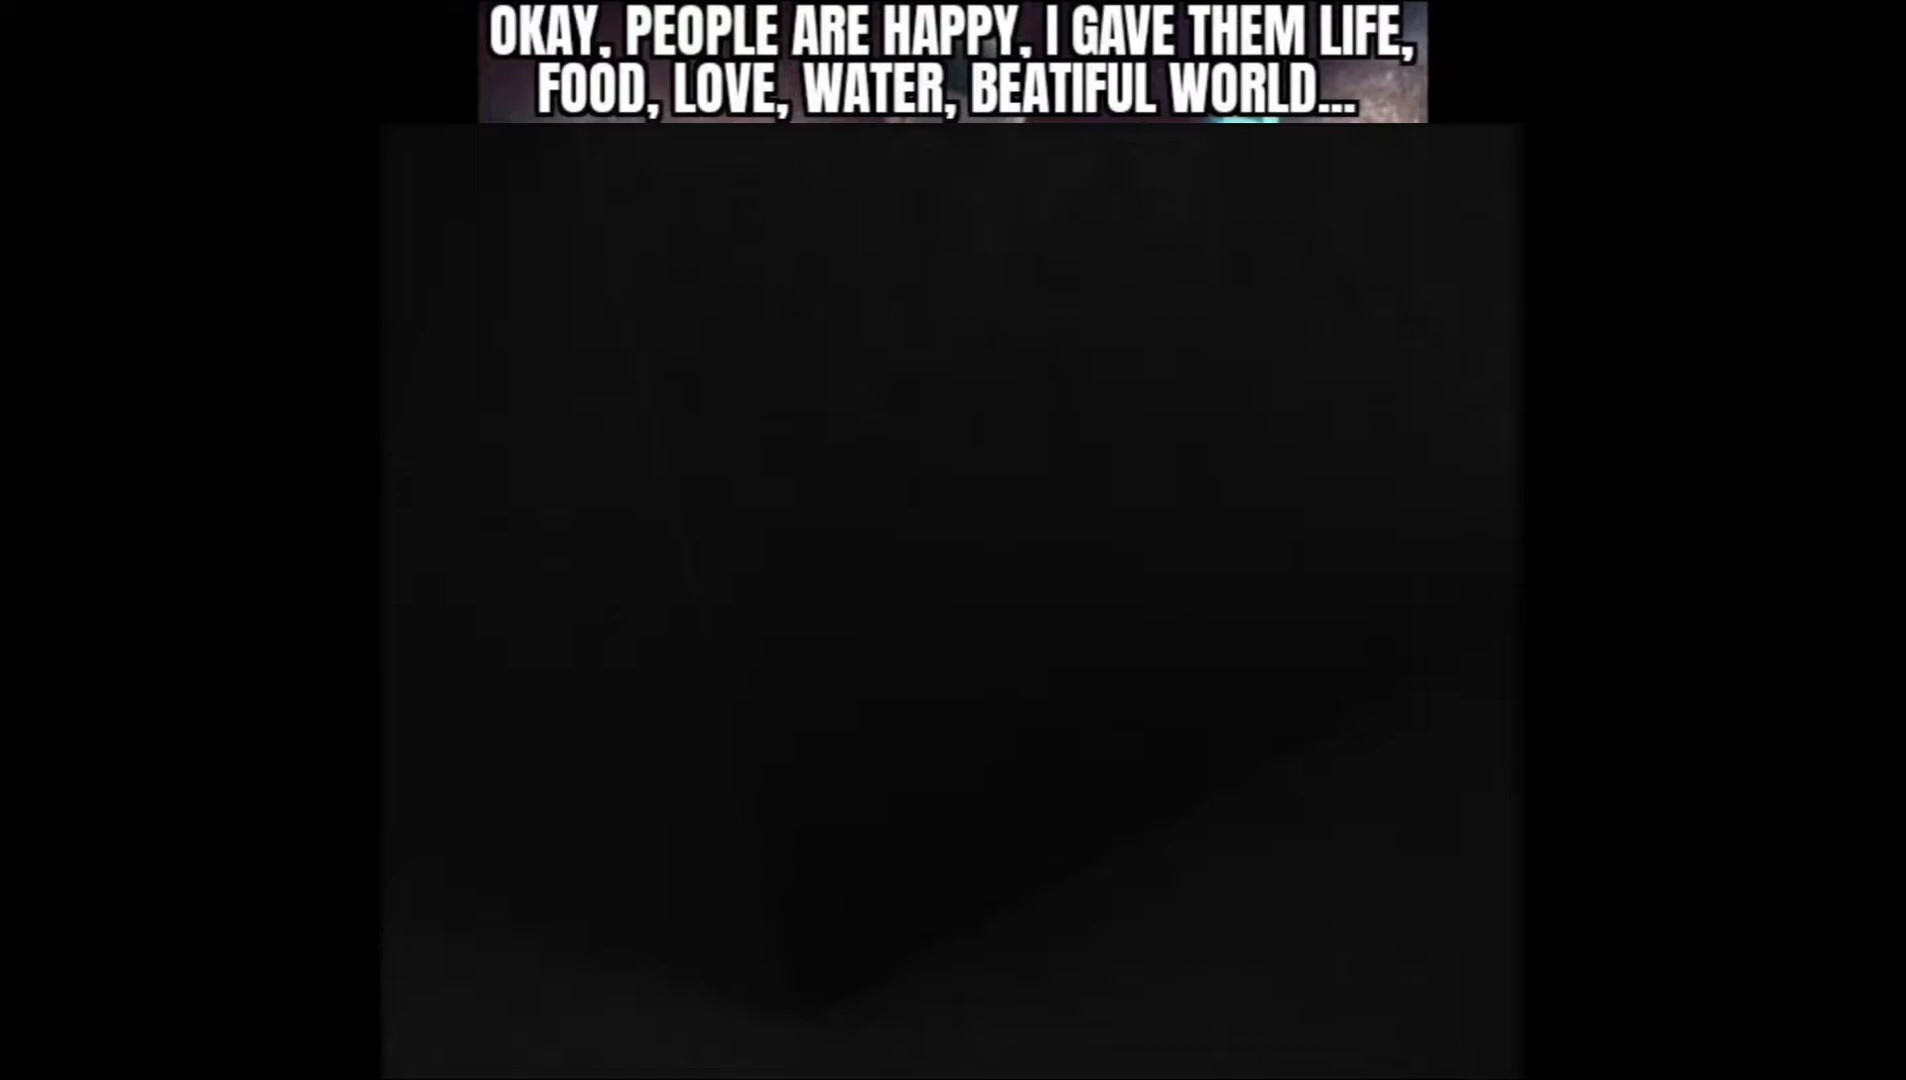 OKAY, PEOPLE ARE HAPPY, I GAVE THEM LIFE,
FOOD, LOVE, WATER, BEATIFUL WORLD...